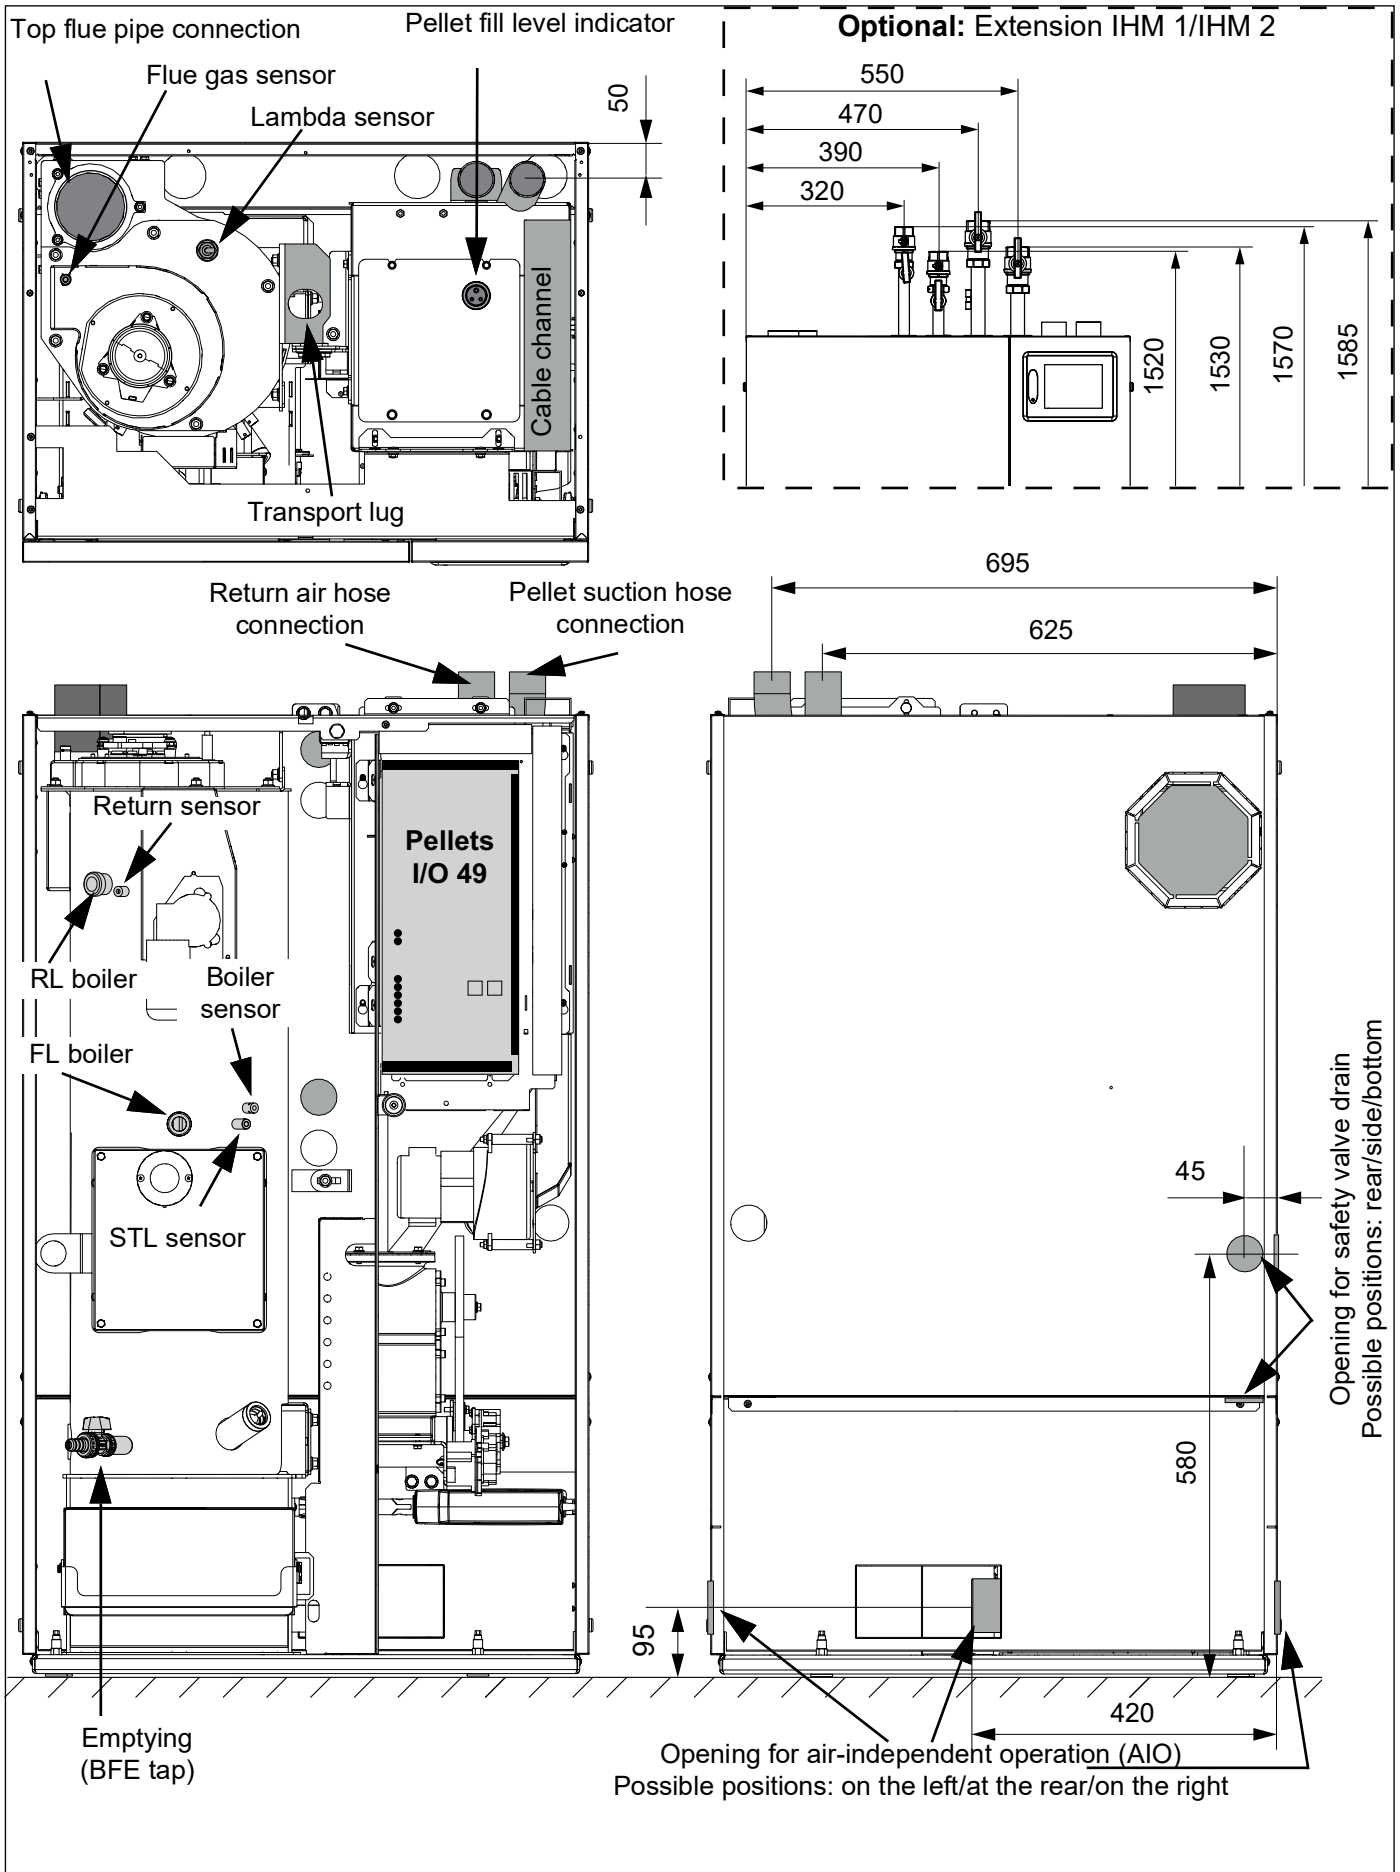 Top flue pipe connection
Pellet fill level indicator
Flue gas sensor
Lambda sensor
50
Cable channel
Transport lug
Optional: Extension IHM 1/IHM 2
550
470
390
320
1520
1530
1570
1585
Return air hose
connection
Pellet suction hose
connection
695
625
Return sensor
Pellets
I/O 49
RL boiler
Boiler
sensor
FL boiler
STL sensor
45
Opening for safety valve drain
Possible positions: rear/side/bottom
580
95
420
Emptying
(BFE tap)
Opening for air-independent operation (AIO)
Possible positions: on the left/at the rear/on the right